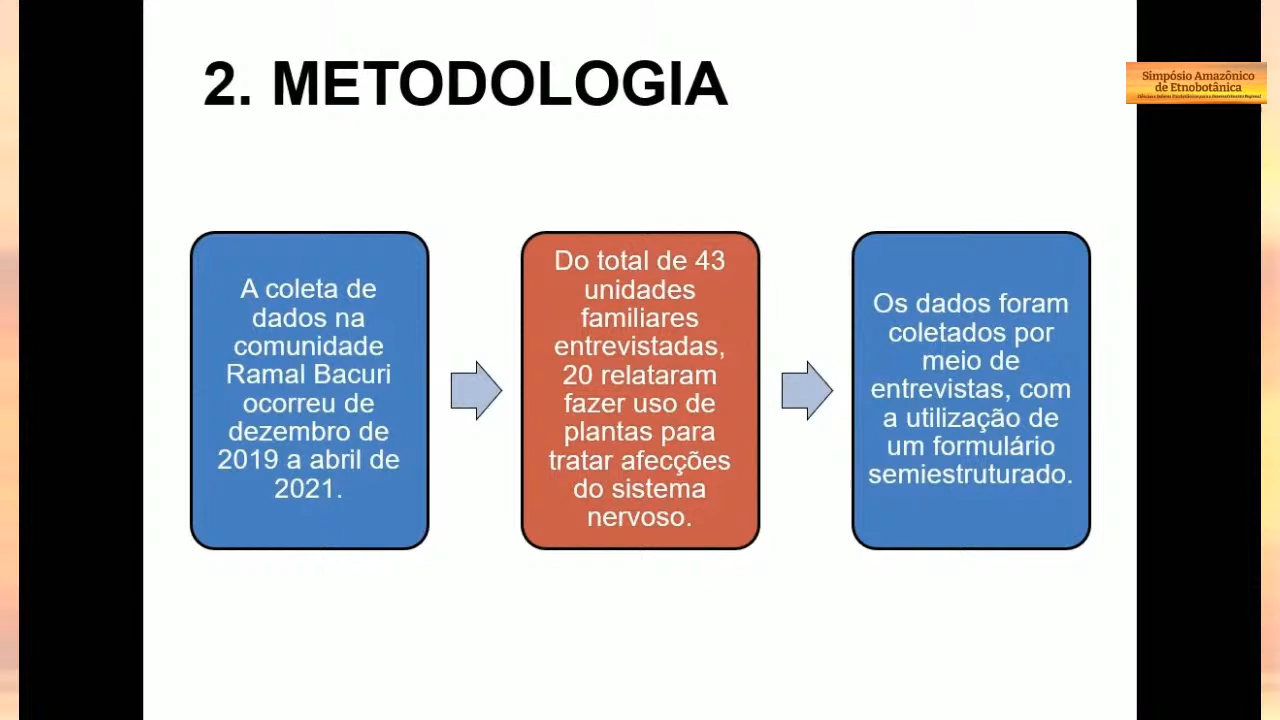 2. METODOLOGIA
Simpósio Amazônico
de Etnobotânica
A coleta de
dados na
comunidade
Ramal Bacuri
ocorreu de
dezembro de
2019 a abril de
2021.
Do total de 43
unidades
familiares
entrevistadas,
20 relataram
fazer uso de
plantas para
tratar afecções
do sistema
nervoso.
Os dados foram
coletados por
meio de
entrevistas, com
a utilização de
um formulário
semiestruturado.